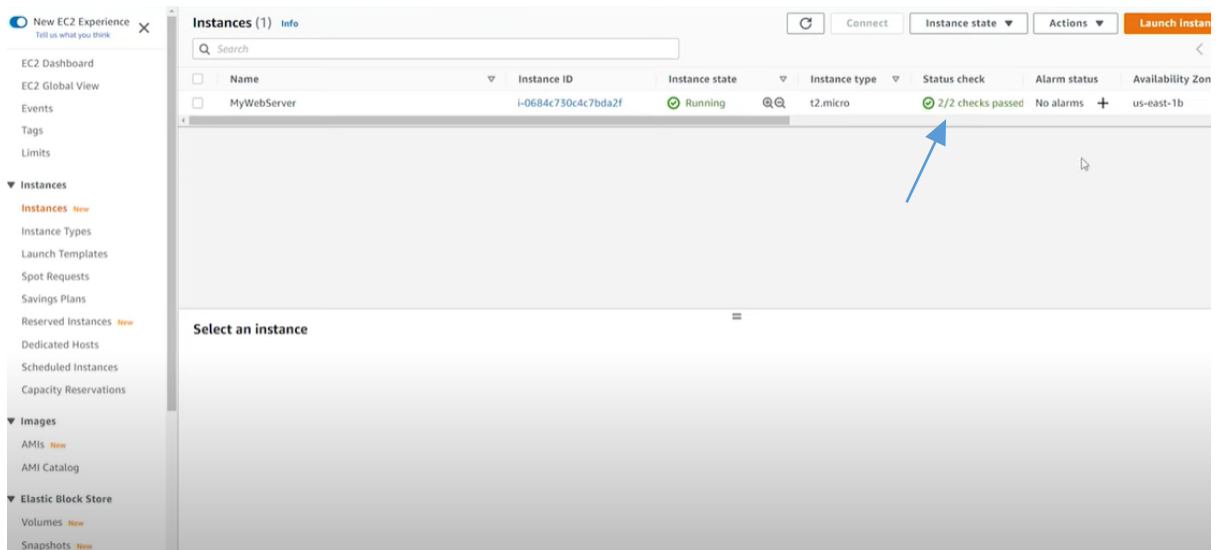 New EC2 Experience
Tell us what you think
EC2 Dashboard
EC2 Global View
Events
Tags
Limits
Instances
Instances New
Instance Types
Launch Templates
Spot Requests
Savings Plans
Reserved Instances New
Dedicated Hosts
Scheduled Instances
Capacity Reservations
Images
AMIs New
AMI Catalog
Elastic Block Store
Volumes New
Snapshots New
Instances (1) Info
Connect Instance state Actions Launch instan
Search
Name Instance ID Instance state Instance type Status check Alarm status Availability Zon
MyWebServer i-0684c730c4c7bda2f Running t2.micro 2/2 checks passed No alarms + us-east-1b
Select an instance